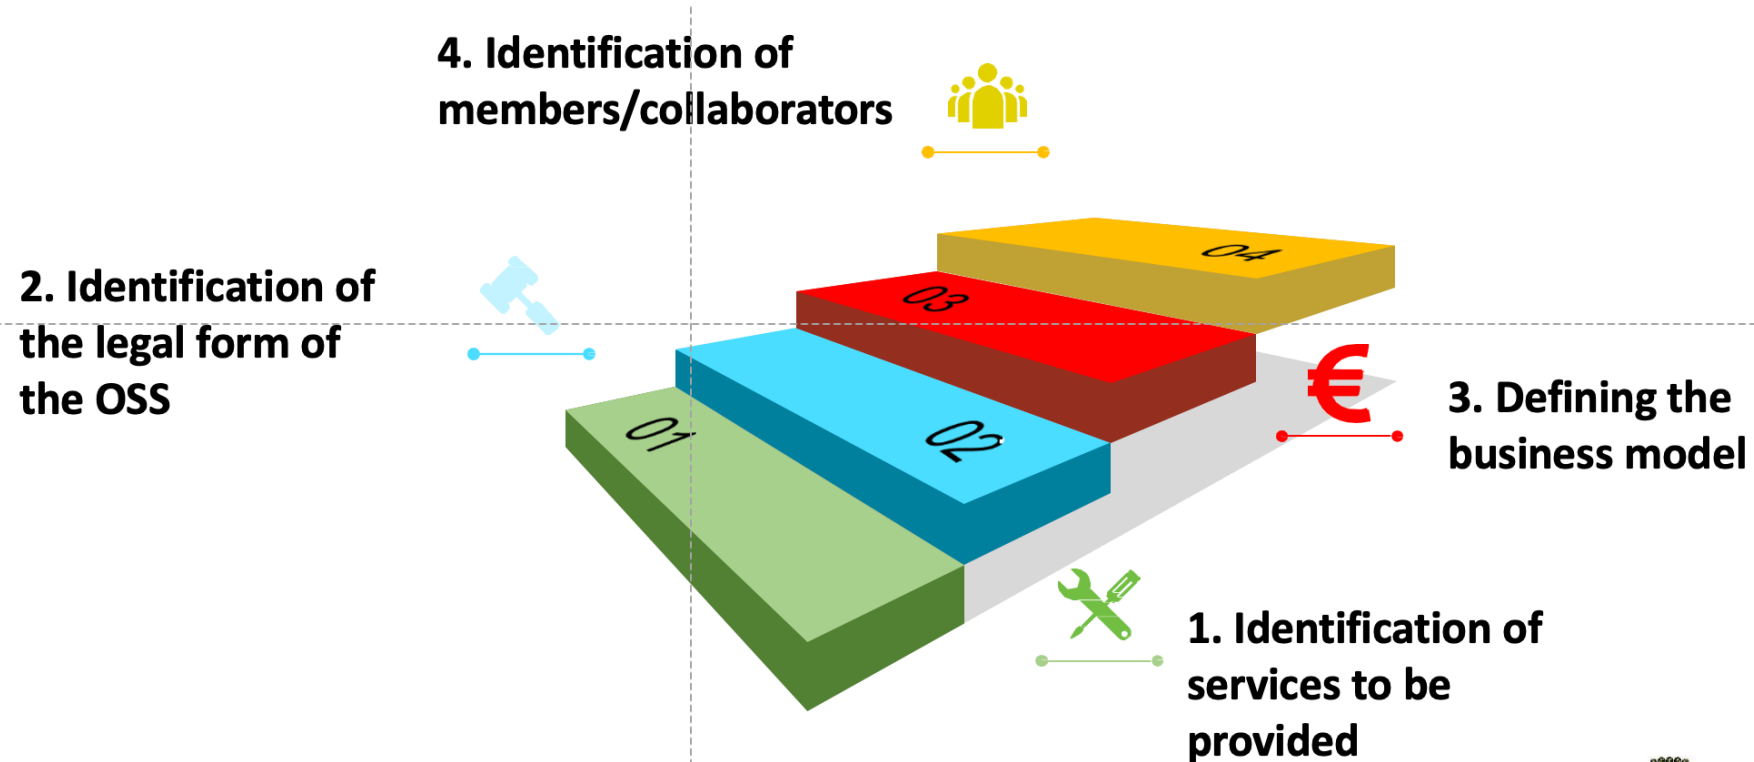 4. Identification of
members/collaborators
04
03
2. Identification of
the legal form of
the OSS
€
3. Defining the
business model
01
02
1. Identification of
services to be
provided